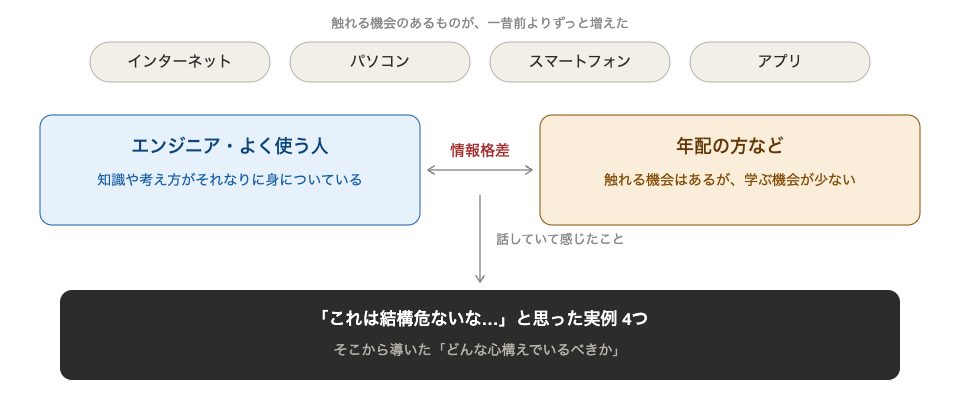 触れる機会のあるものが、一昔前よりずっと増えた
インターネット
パソコン
スマートフォン
アプリ
エンジニア・よく使う人
知識や考え方がそれなりに身についている
情報格差
年配の方など
触れる機会はあるが、学ぶ機会が少ない
話していて感じたこと
「これは結構危ないな…」と思った実例 4つ
そこから導いた「どんな心構えでいるべきか」